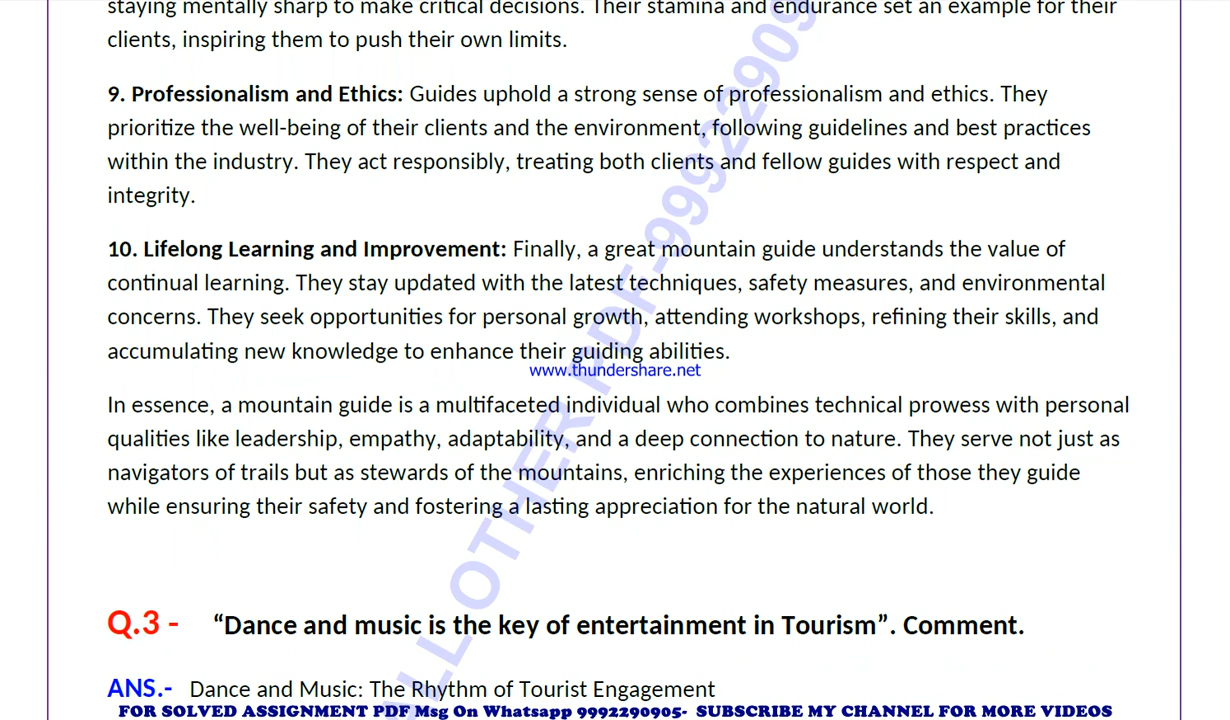 staying mentally sharp to make critical decisions. Their stamina and endurance set an example for their
clients, inspiring them to push their own limits.
9. Professionalism and Ethics: Guides uphold a strong sense of professionalism and ethics. They
prioritize the well-being of their clients and the environment, following guidelines and best practices
within the industry. They act responsibly, treating both clients and fellow guides with respect and
integrity.
10. Lifelong Learning and Improvement: Finally, a great mountain guide understands the value of
continual learning. They stay updated with the latest techniques, safety measures, and environmental
concerns. They seek opportunities for personal growth, attending workshops, refining their skills, and
accumulating new knowledge to enhance their guiding abilities.
www.thundershare.net
In essence, a mountain guide is a multifaceted individual who combines technical prowess with personal
qualities like leadership, empathy, adaptability, and a deep connection to nature. They serve not just as
navigators of trails but as stewards of the mountains, enriching the experiences of those they guide
while ensuring their safety and fostering a lasting appreciation for the natural world.
Q.3 - “Dance and music is the key of entertainment in Tourism”. Comment.
ANS.- Dance and Music: The Rhythm of Tourist Engagement
FOR SOLVED ASSIGNMENT PDF Msg On Whatsapp 9992290905- SUBSCRIBE MY CHANNEL FOR MORE VIDEOS
ALL OTHER PDF-99922909